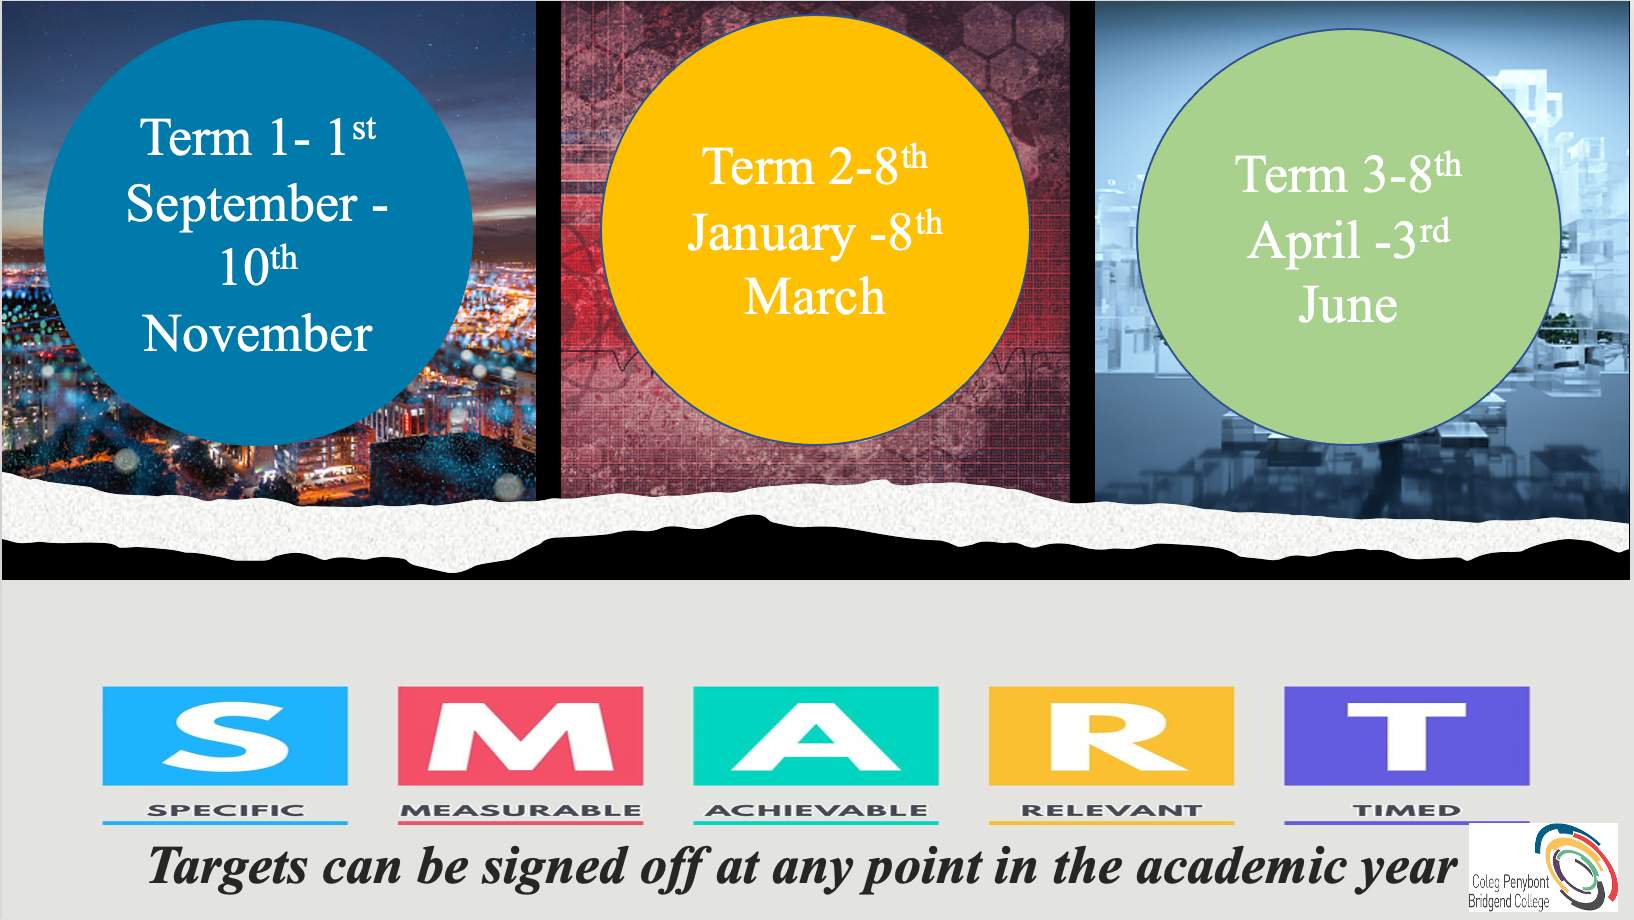 Term 1- 1st
September -
10th
November
Term 2-8th
January -8th
March
Term 3-8th
April -3rd
June
S M A R T
SPECIFIC MEASURABLE ACHIEVABLE RELEVANT TIMED
Targets can be signed off at any point in the academic year
Coleg Penybont
Bridgend College